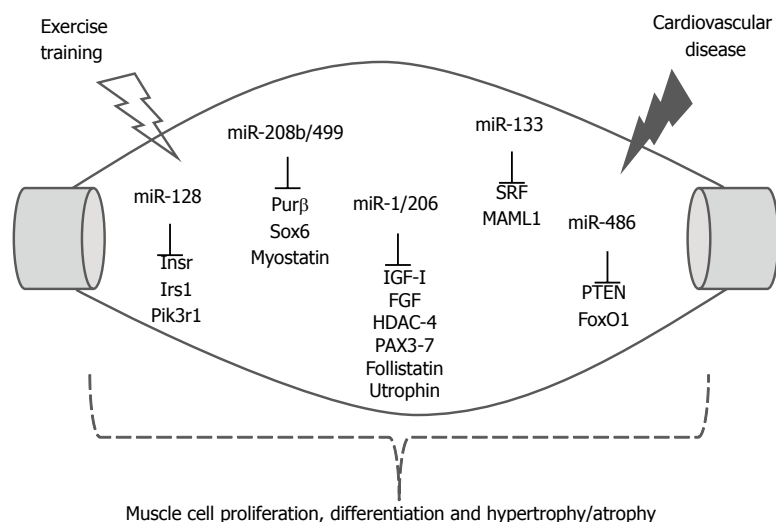 Exercise
training
Cardiovascular
disease
miR-128
Insr
Irs1
Pik3r1
miR-208b/499
Purβ
Sox6
Myostatin
miR-1/206
IGF-I
FGF
HDAC-4
PAX3-7
Follistatin
Utrophin
miR-133
SRF
MAML1
miR-486
PTEN
FoxO1
Muscle cell proliferation, differentiation and hypertrophy/atrophy